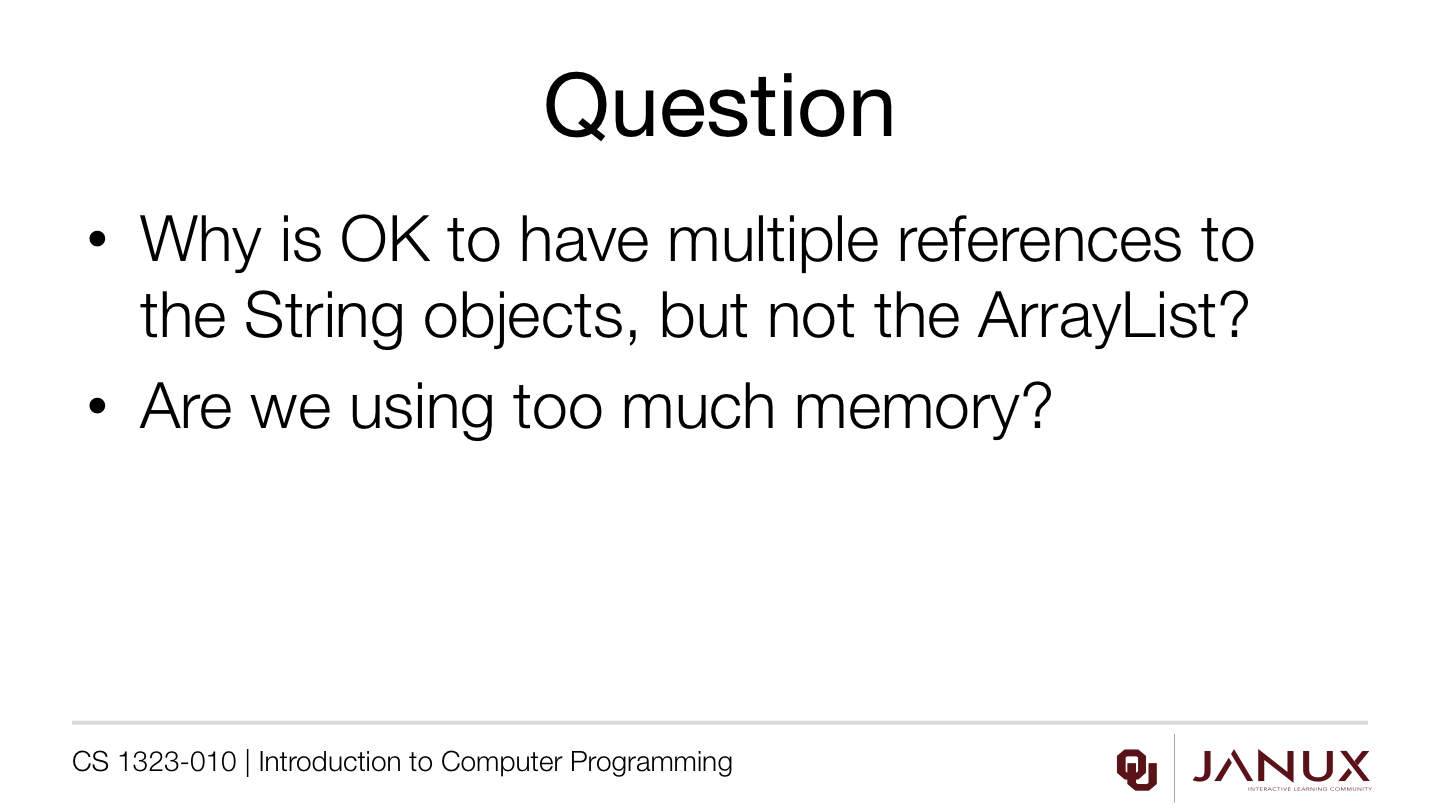 Question
• Why is OK to have multiple references to
the String objects, but not the ArrayList?
• Are we using too much memory?
CS 1323-010 | Introduction to Computer Programming
OU
JANUX
INTERACTIVE LEARNING COMMUNITY